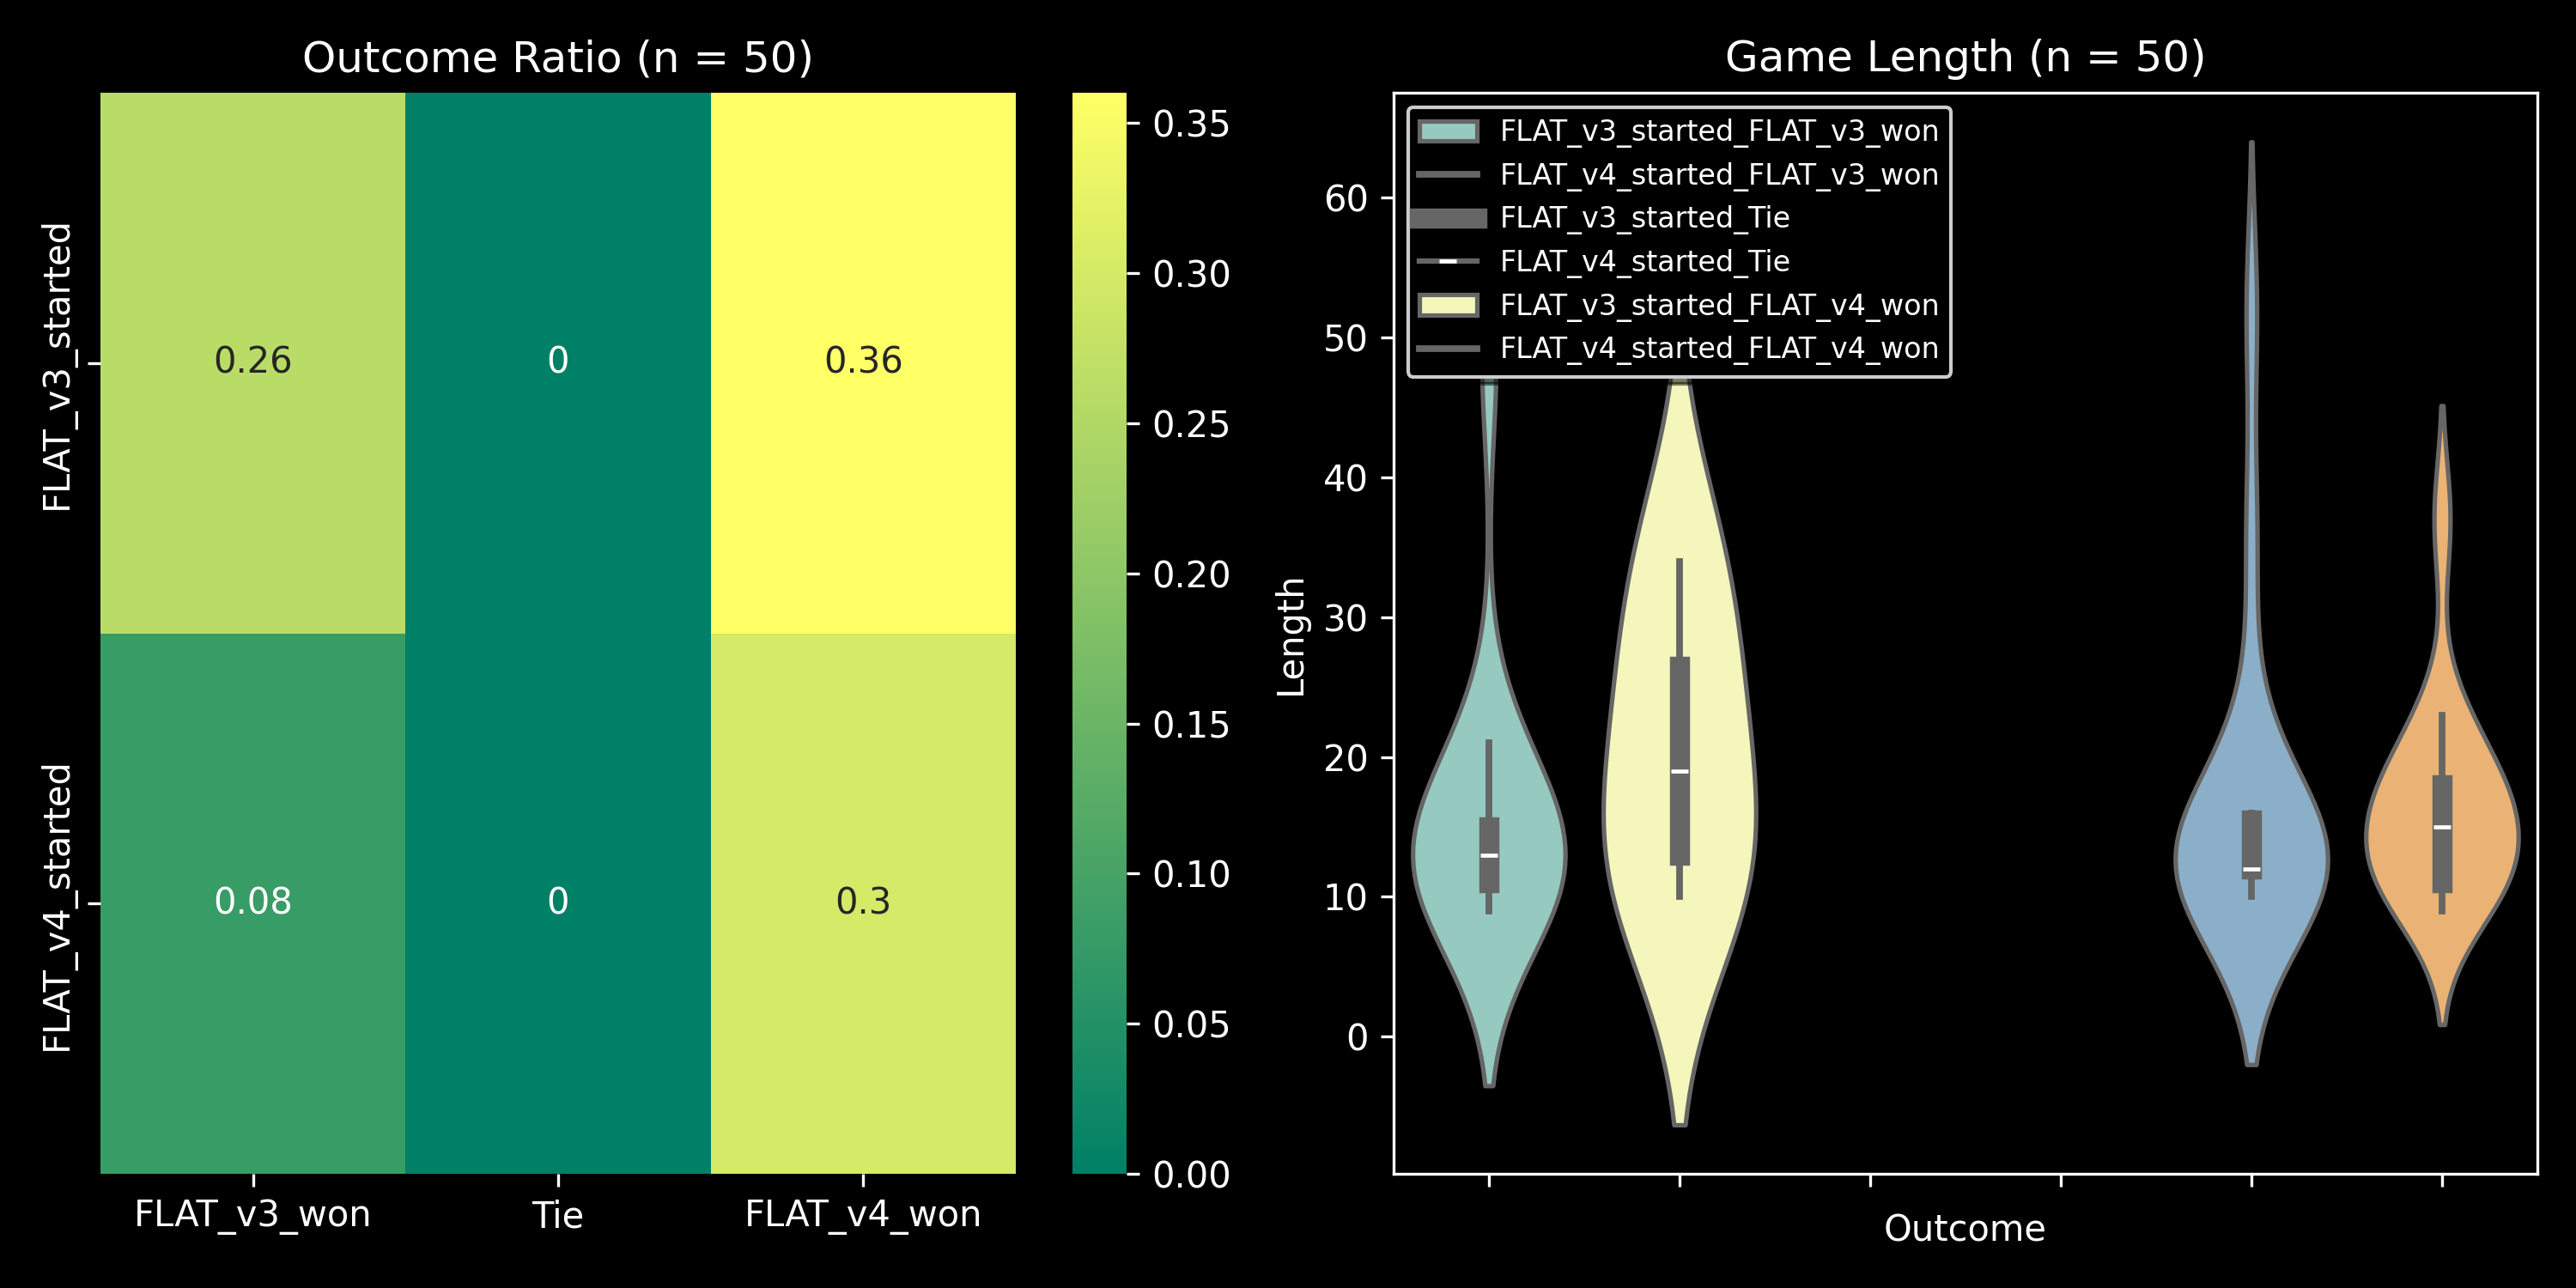 Outcome Ratio (n = 50)
FLAT_v3_started
FLAT_v4_started
0.26
0
0.36
0.08
0
0.3
FLAT_v3_won
Tie
FLAT_v4_won
0.35
0.30
0.25
0.20
0.15
0.10
0.05
0.00
Game Length (n = 50)
FLAT_v3_started_FLAT_v3_won
FLAT_v4_started_FLAT_v3_won
FLAT_v3_started_Tie
FLAT_v4_started_Tie
FLAT_v3_started_FLAT_v4_won
FLAT_v4_started_FLAT_v4_won
Length
60
50
40
30
20
10
0
Outcome